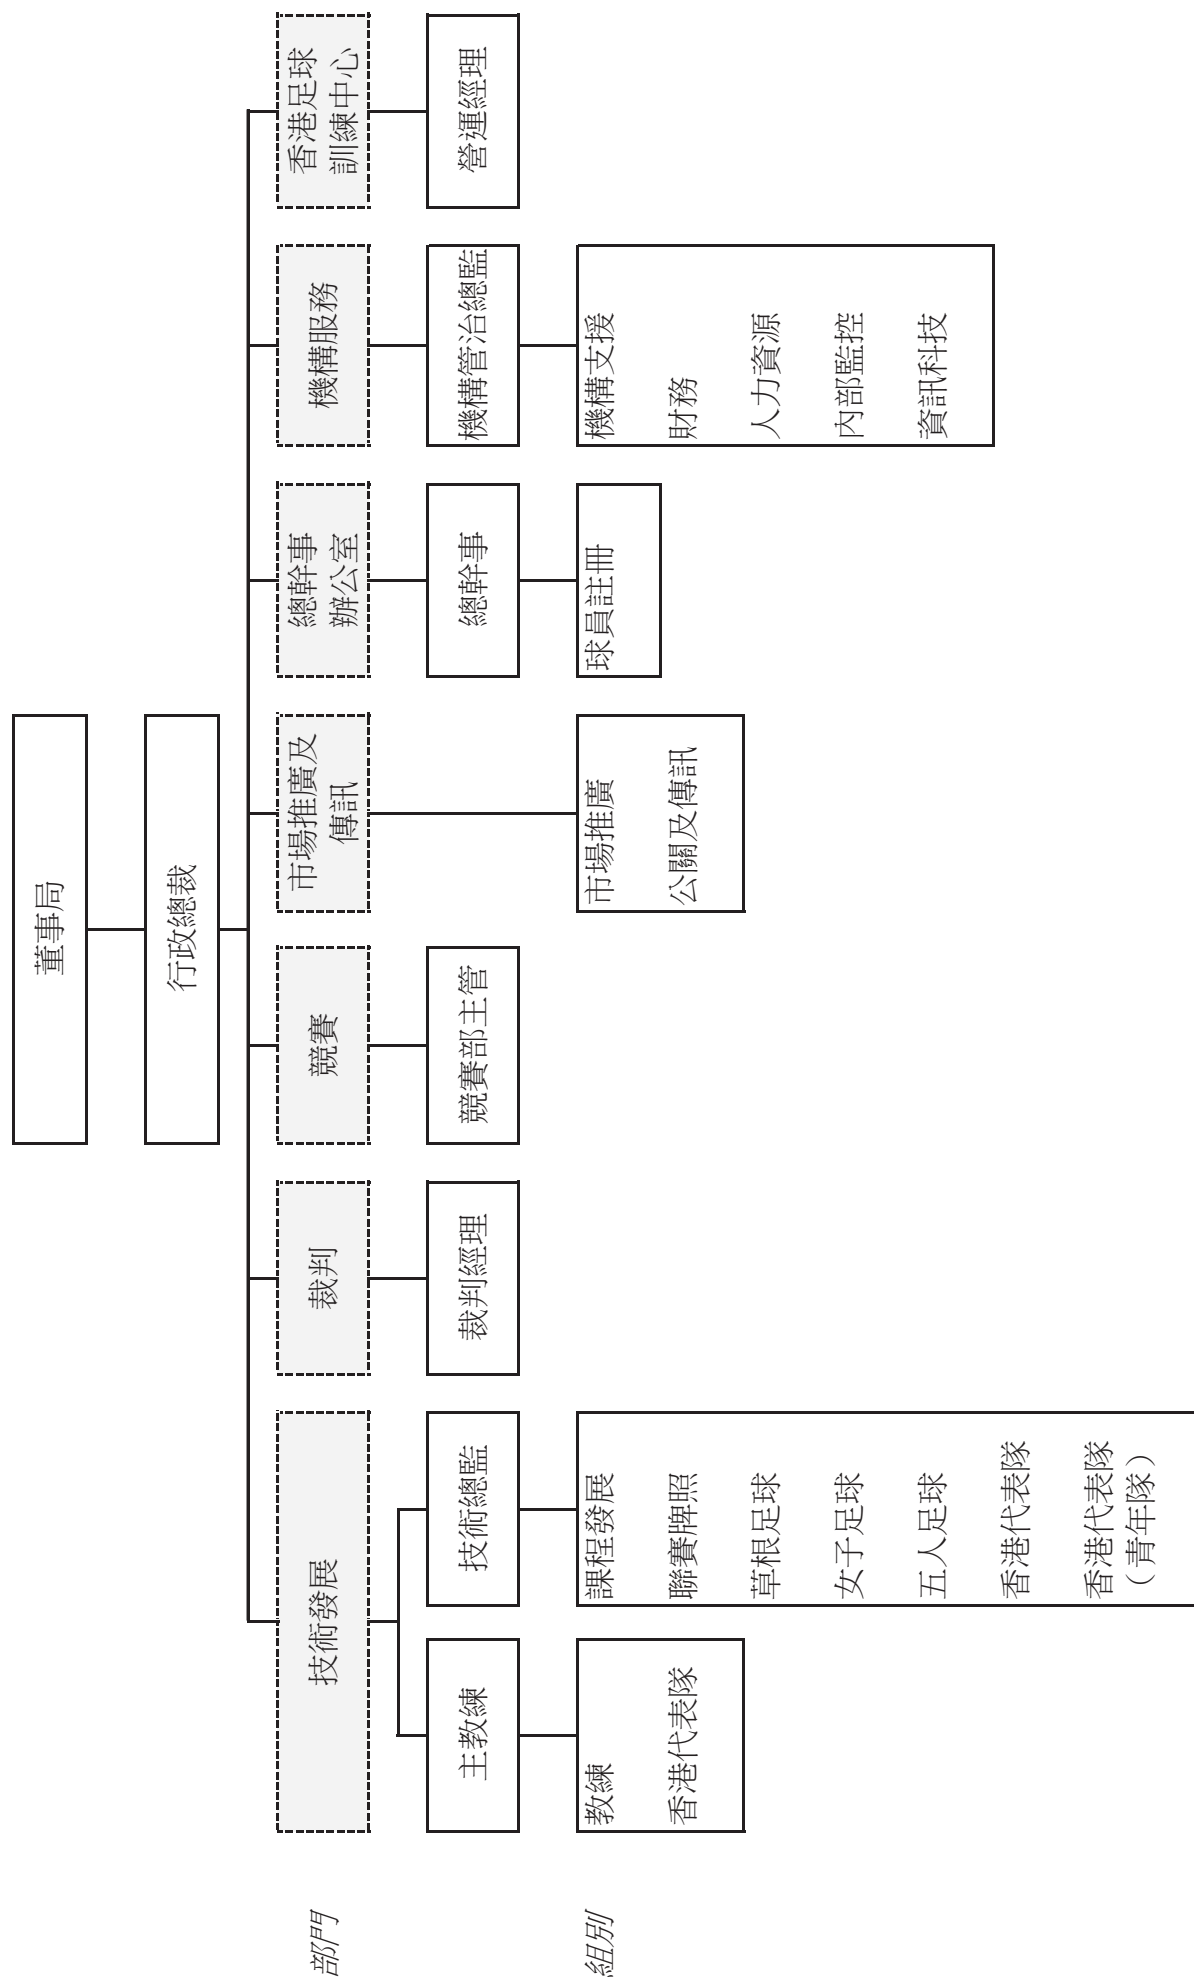 董事局
行政總裁
部門
技術發展
裁判
競賽
市場推廣及
傳訊
總幹事
辦公室
機構服務
香港足球
訓練中心
主教練
技術總監
裁判經理
競賽部主管
總幹事
機構管治總監
營運經理
組別
教練
香港代表隊
課程發展
聯賽牌照
草根足球
女子足球
五人足球
香港代表隊
香港代表隊
（青年隊）
市場推廣
公關及傳訊
球員註冊
機構支援
財務
人力資源
內部監控
資訊科技